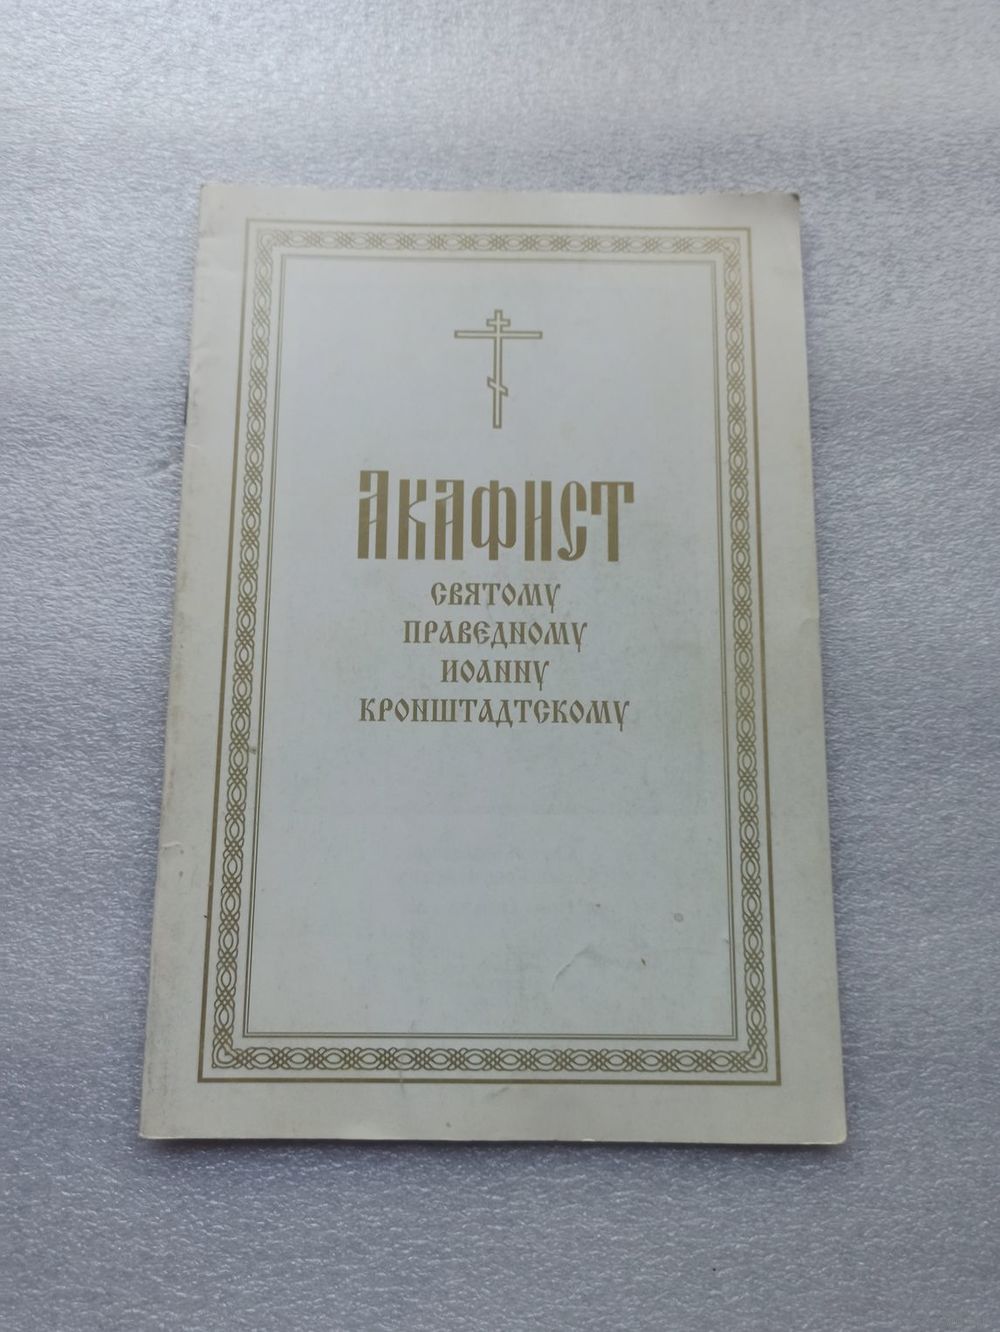 АКАФИСТ
СВЯТОМУ
ПРАВЕДНОМУ
ИОАННУ
КРОНШТАДТСКОМУ